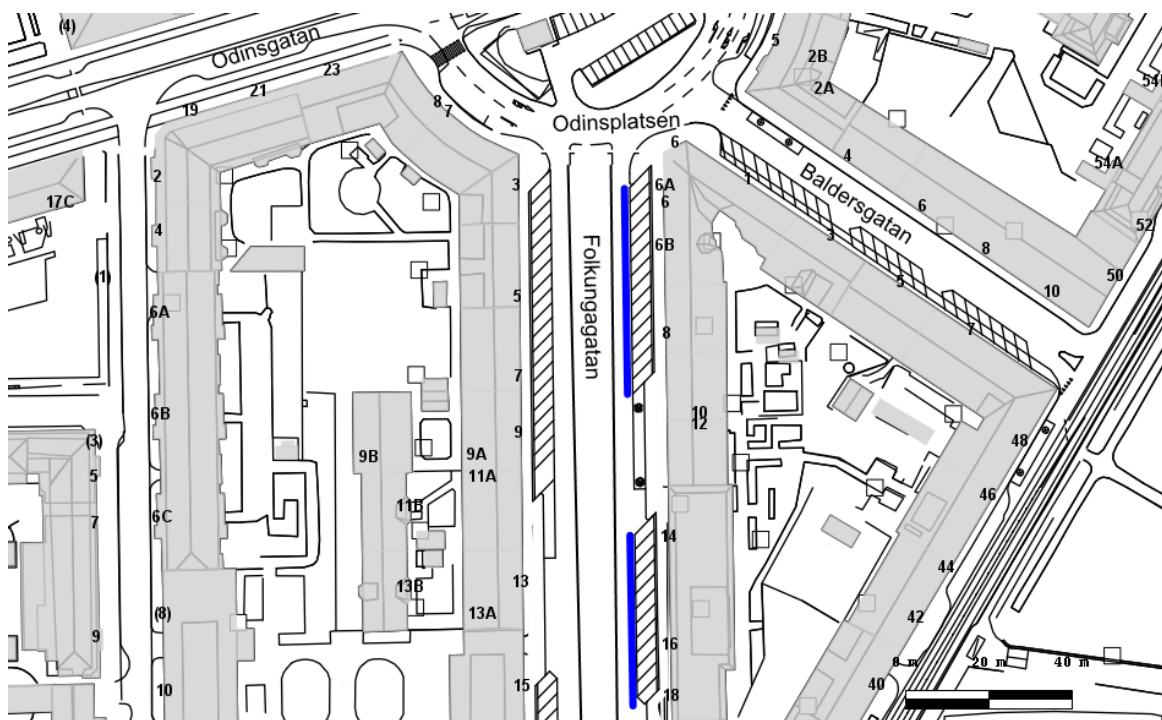 (4)
Odinsgatan
23
21
19
8
7
5
2B
2A
54
Odinsplatsen
6
4
54A
2
3
6A
6
1
Baldersgatan
17C
4
6B
3
6
52
8
50
(1)
Folkungagatan
5
5
10
6A
8
7
7
6B
10
12
(3)
9
48
5
9B
9A
11A
46
6C
11B
7
14
44
13
13B
(8)
13A
42
9
16
0 m
20 m
40 m
10
15
18
40